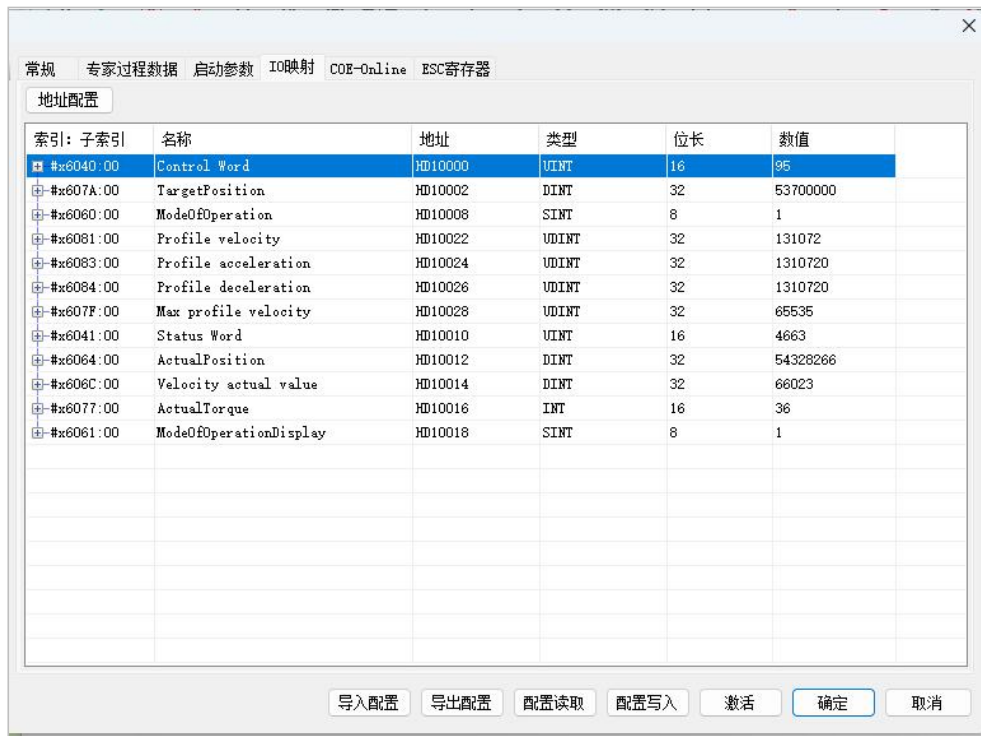 常规 专家过程数据 启动参数 IO映射 COE-Online ESC寄存器
地址配置
索引: 子索引 名称 地址 类型 位长 数值
#x6040:00 Control Word HD10000 UINT 16 95
#x607A:00 TargetPosition HD10002 DINT 32 53700000
#x6060:00 ModeOfOperation HD10008 SINT 8 1
#x6081:00 Profile velocity HD10022 UDINT 32 131072
#x6083:00 Profile acceleration HD10024 UDINT 32 1310720
#x6084:00 Profile deceleration HD10026 UDINT 32 1310720
#x607F:00 Max profile velocity HD10028 UDINT 32 65535
#x6041:00 Status Word HD10010 UINT 16 4663
#x6064:00 ActualPosition HD10012 DINT 32 54328266
#x606C:00 Velocity actual value HD10014 DINT 32 66023
#x6077:00 ActualTorque HD10016 INT 16 36
#x6061:00 ModeOfOperationDisplay HD10018 SINT 8 1
导入配置 导出配置 配置读取 配置写入 激活 确定 取消